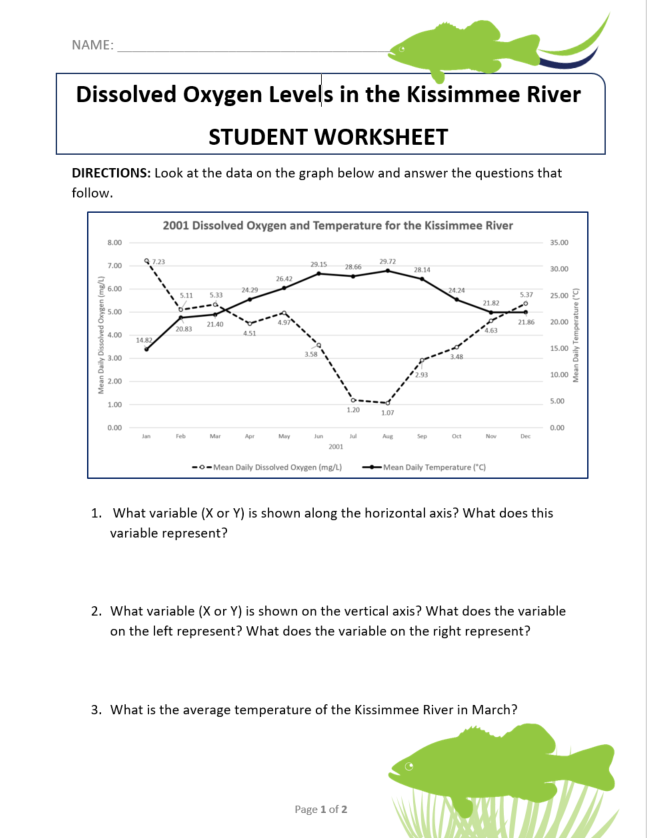 NAME: ___________________________________________
Dissolved Oxygen Levels in the Kissimmee River
STUDENT WORKSHEET
DIRECTIONS: Look at the data on the graph below and answer the questions that
follow.
2001 Dissolved Oxygen and Temperature for the Kissimmee River
Mean Daily Dissolved Oxygen (mg/L)
8.00
7.00
6.00
5.00
4.00
3.00
2.00
1.00
0.00
35.00
30.00
25.00
20.00
15.00
10.00
5.00
0.00
Mean Daily Temperature (°C)
7.23
5.11
5.33
4.51
4.97
3.58
1.20
1.07
2.93
3.48
4.63
5.37
14.82
20.83
21.40
24.29
26.42
29.15
28.66
29.72
28.14
24.24
21.82
21.86
Jan Feb Mar Apr May Jun Jul Aug Sep Oct Nov Dec
2001
Mean Daily Dissolved Oxygen (mg/L) Mean Daily Temperature (°C)
1. What variable (X or Y) is shown along the horizontal axis? What does this
variable represent?
2. What variable (X or Y) is shown on the vertical axis? What does the variable
on the left represent? What does the variable on the right represent?
3. What is the average temperature of the Kissimmee River in March?
Page 1 of 2